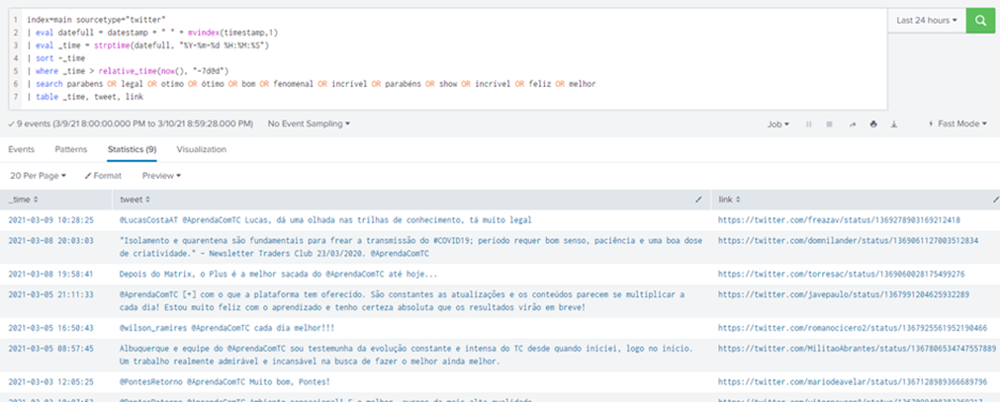 1 index=main sourcetype="twitter"
2 | eval datefull = datestamp + " " + mvindex(timestamp,1)
3 | eval _time = strptime(datefull, "%Y-%m-%d %H:%M:%S")
4 | sort -_time
5 | where _time > relative_time(now(), "-7d@d")
6 | search parabens OR legal OR otimo OR ótimo OR bom OR fenomenal OR incrivel OR parabéns OR show OR incrível OR feliz OR melhor
7 | table _time, tweet, link
Last 24 hours
9 events (3/9/21 8:00:00.000 PM to 3/10/21 8:59:28.000 PM) No Event Sampling
Job Fast Mode
Events Patterns Statistics (9) Visualization
20 Per Page Format Preview
_time tweet link
2021-03-09 10:28:25 @LucasCostaAT @AprendaComTC Lucas, dá uma olhada nas trilhas de conhecimento, tá muito legal https://twitter.com/freazav/status/1369278903169212418
2021-03-08 20:03:03 "Isolamento e quarentena são fundamentais para frear a transmissão do #COVID19; período requer bom senso, paciência e uma boa dose https://twitter.com/domnilander/status/1369061127003512834
de criatividade." – Newsletter Traders Club 23/03/2020. @AprendaComTC
2021-03-08 19:58:41 Depois do Matrix, o Plus é a melhor sacada do @AprendaComTC até hoje... https://twitter.com/torresac/status/1369060028175499276
2021-03-05 21:11:33 @AprendaComTC [+] com o que a plataforma tem oferecido. São constantes as atualizações e os conteúdos parecem se multiplicar a https://twitter.com/javepaulo/status/1367991204625932289
cada dia! Estou muito feliz com o aprendizado e tenho certeza absoluta que os resultados virão em breve!
2021-03-05 16:50:43 @wilson_ramires @AprendaComTC cada dia melhor!!! https://twitter.com/romanocicero2/status/1367925561952190466
2021-03-05 08:57:45 Albuquerque e equipe do @AprendaComTC sou testemunha da evolução constante e intensa do TC desde quando iniciei, logo no início. https://twitter.com/MilitaoAbrantes/status/1367806534747557889
Um trabalho realmente admirável e incansável na busca de fazer o melhor ainda melhor.
2021-03-03 12:05:25 @PontesRetorno @AprendaComTC Muito bom, Pontes! https://twitter.com/mariodeavelar/status/1367128989366689796